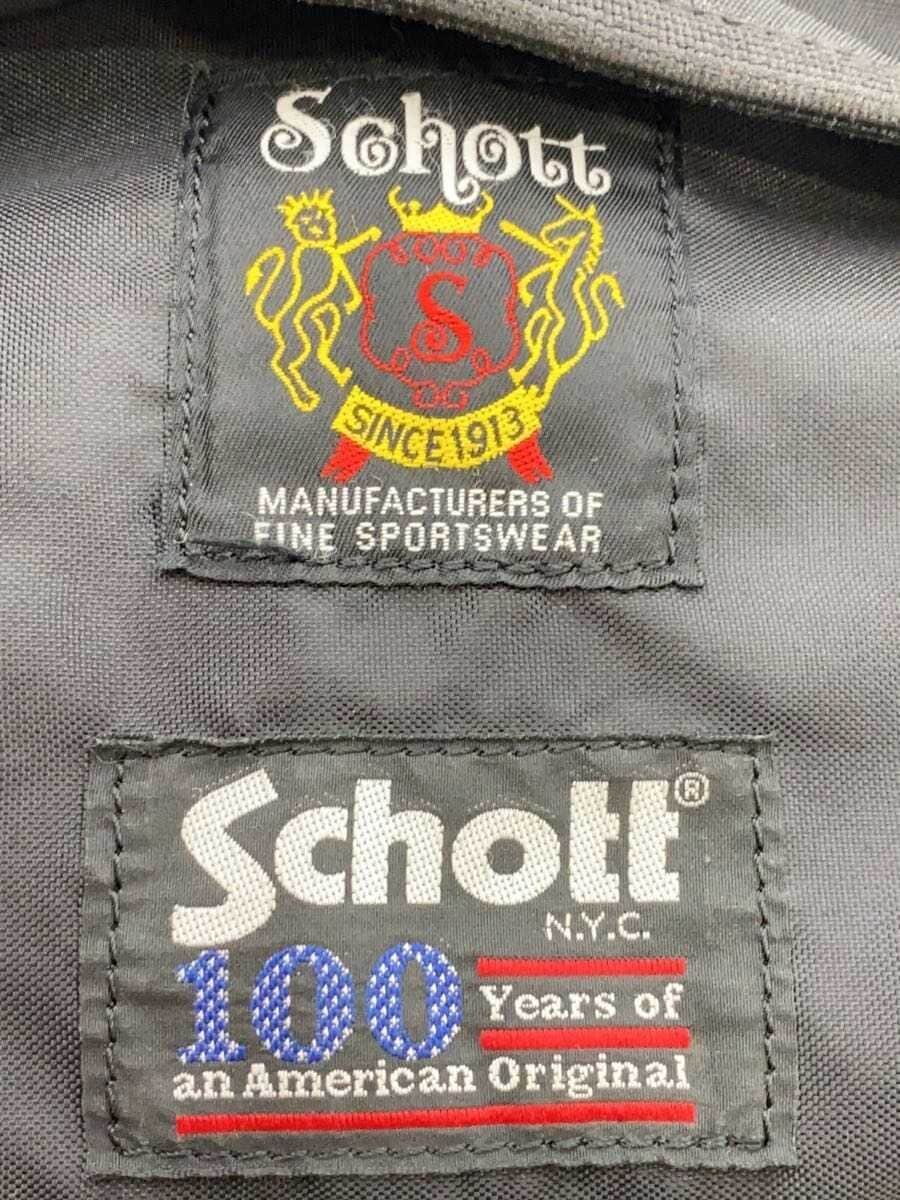 Schott
S
SINCE 1913
MANUFACTURERS OF
FINE SPORTSWEAR
Schott®
N.Y.C.
100 Years of
an American Original